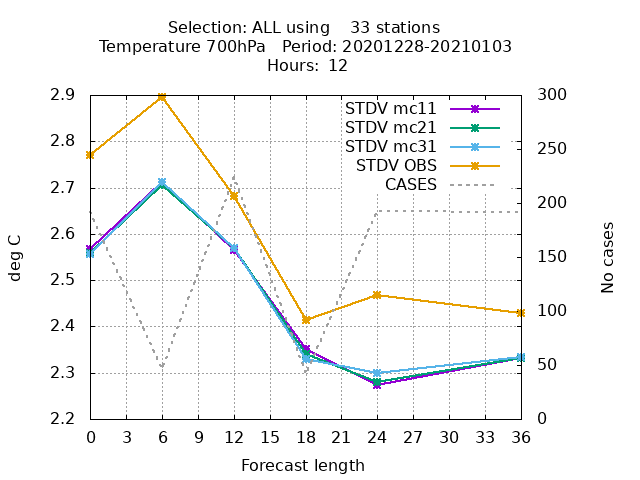 Selection: ALL using    33 stations
Temperature 700hPa   Period: 20201228-20210103
Hours: 12
2.9
2.8
2.7
2.6
2.5
2.4
2.3
2.2
deg C
STDV mc11
STDV mc21
STDV mc31
STDV OBS
CASES
300
250
200
150
100
50
0
No cases
0 3 6 9 12 15 18 21 24 27 30 33 36
Forecast length